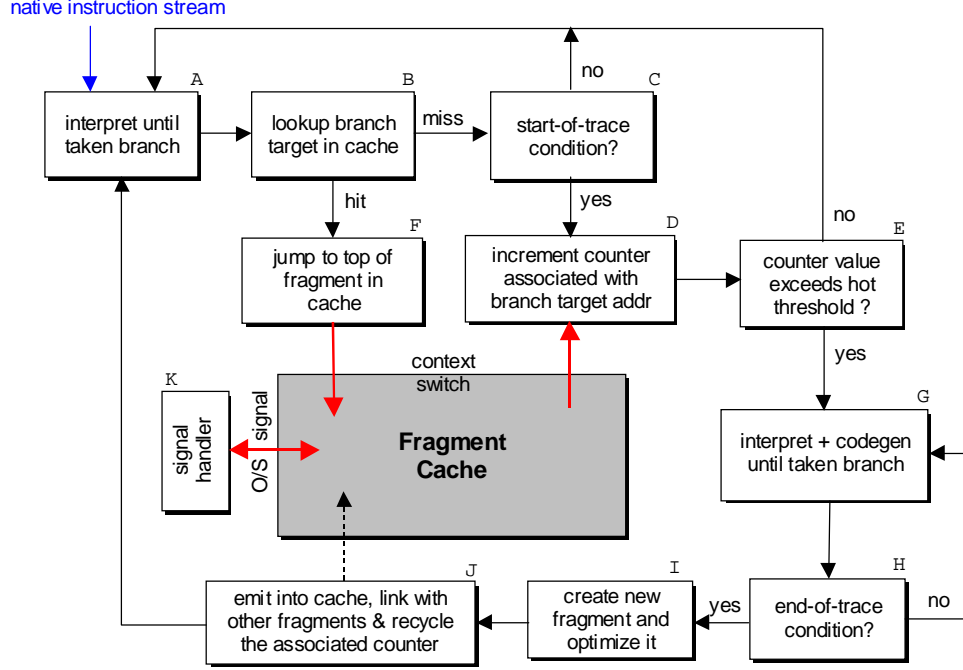 native instruction stream
A
interpret until
taken branch
B
lookup branch
target in cache
miss
no
C
start-of-trace
condition?
hit
yes
F
jump to top of
fragment in
cache
D
increment counter
associated with
branch target addr
no
E
counter value
exceeds hot
threshold ?
yes
context
switch
K
signal
handler
O/S signal
Fragment
Cache
G
interpret + codegen
until taken branch
J
emit into cache, link with
other fragments & recycle
the associated counter
I
create new
fragment and
optimize it
yes
H
end-of-trace
condition?
no